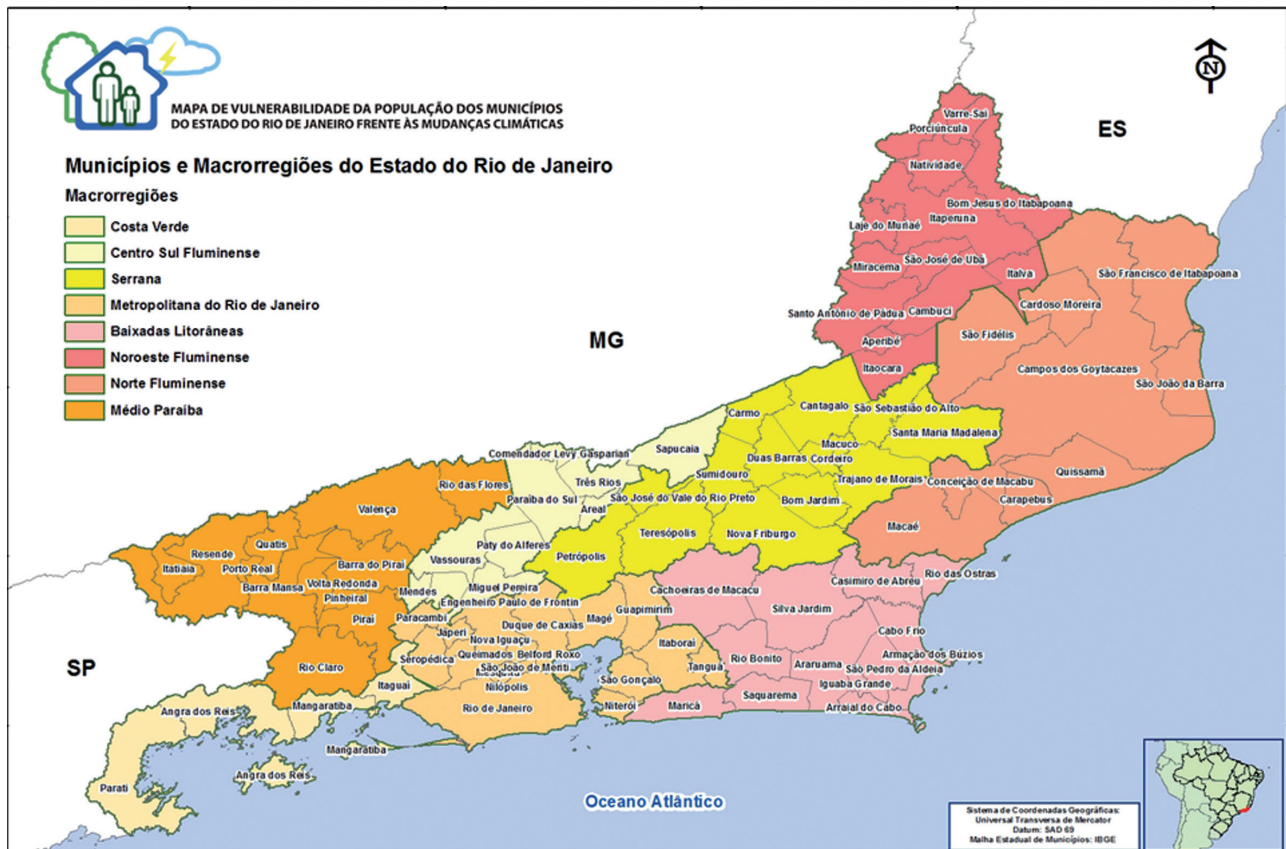 MAPA DE VULNERABILIDADE DA POPULAÇÃO DOS MUNICÍPIOS
DO ESTADO DO RIO DE JANEIRO FRENTE ÀS MUDANÇAS CLIMÁTICAS
N
Municípios e Macrorregiões do Estado do Rio de Janeiro
Macrorregiões
Costa Verde
Centro Sul Fluminense
Serrana
Metropolitana do Rio de Janeiro
Baixadas Litorâneas
Noroeste Fluminense
Norte Fluminense
Médio Paraíba
ES
MG
SP
Varre-Sai
Porciúncula
Natividade
Bom Jesus do Itabapoana
Itaperuna
Laje do Muriaé
São José de Ubá
Miracema
Italva
Santo Antônio de Pádua
Cambuci
Aperibé
Itaocara
São Francisco de Itabapoana
Cardoso Moreira
São Fidélis
Campos dos Goytacazes
São João da Barra
Quissamã
Conceição de Macabu
Carapebus
Macaé
Cantagalo
São Sebastião do Alto
Carmo
Santa Maria Madalena
Macuco
Duas Barras
Cordeiro
Sumidouro
Trajano de Morais
São José do Vale do Rio Preto
Bom Jardim
Teresópolis
Nova Friburgo
Petrópolis
Sapucaia
Comendador Levy Gasparian
Três Rios
Paraíba do Sul
Areal
Paty do Alferes
Vassouras
Miguel Pereira
Mendes
Engenheiro Paulo de Frontin
Rio das Flores
Valença
Quatis
Resende
Itatiaia
Porto Real
Barra do Piraí
Volta Redonda
Barra Mansa
Pinheiral
Piraí
Rio Claro
Paracambi
Japeri
Seropédica
Nova Iguaçu
Duque de Caxias
Magé
Guapimirim
Queimados
Belford Roxo
São João de Meriti
Mesquita
Nilópolis
Rio de Janeiro
Itaboraí
Tanguá
São Gonçalo
Niterói
Cachoeiras de Macacu
Casimiro de Abreu
Rio das Ostras
Silva Jardim
Cabo Frio
Armação dos Búzios
Rio Bonito
Araruama
São Pedro da Aldeia
Iguaba Grande
Saquarema
Maricá
Arraial do Cabo
Itaguaí
Mangaratiba
Angra dos Reis
Mangaratiba
Angra dos Reis
Parati
Oceano Atlântico
Sistema de Coordenadas Geográficas:
Universal Transversa de Mercator
Datum: SAD 69
Malha Estadual de Municípios: IBGE